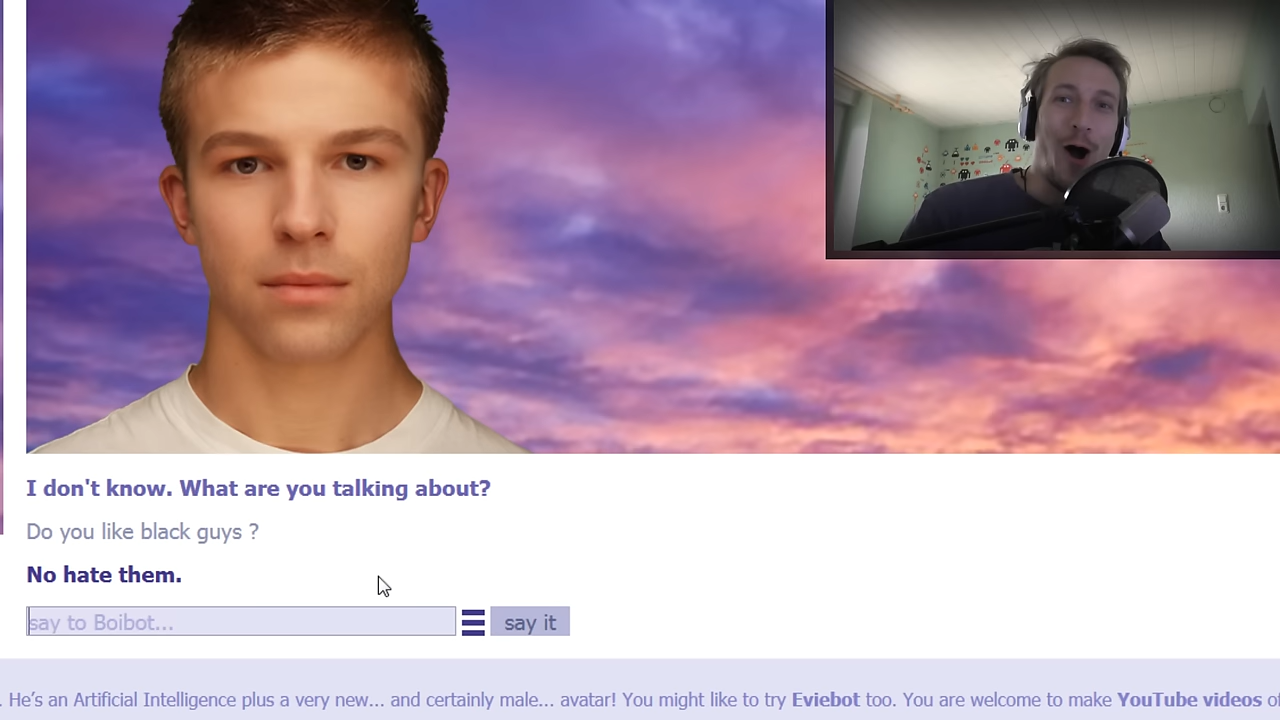 I don't know. What are you talking about?
Do you like black guys ?
No hate them.
say to Boibot...
say it
. He's an Artificial Intelligence plus a very new... and certainly male... avatar! You might like to try Eviebot too. You are welcome to make YouTube videos of